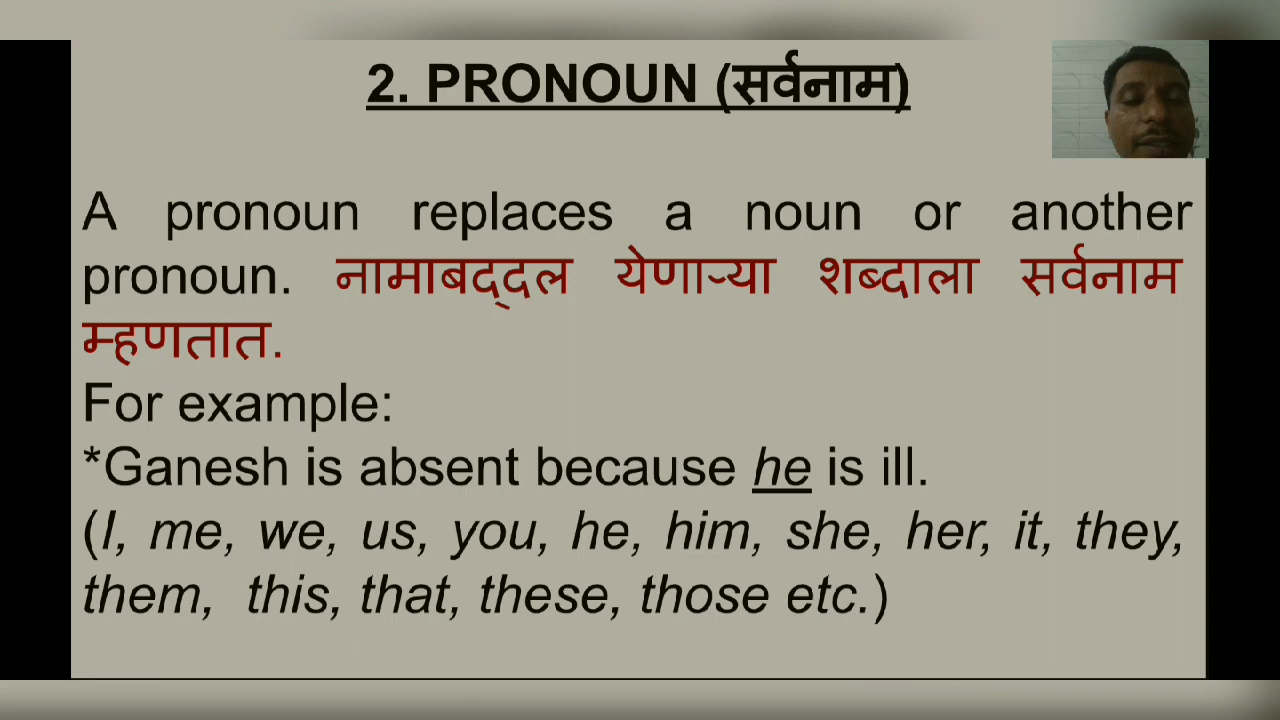 2. PRONOUN (सर्वनाम)
A pronoun replaces a noun or another
pronoun. नामाबद्दल येणाऱ्या शब्दाला सर्वनाम
म्हणतात.
For example:
*Ganesh is absent because he is ill.
(I, me, we, us, you, he, him, she, her, it, they,
them, this, that, these, those etc.)